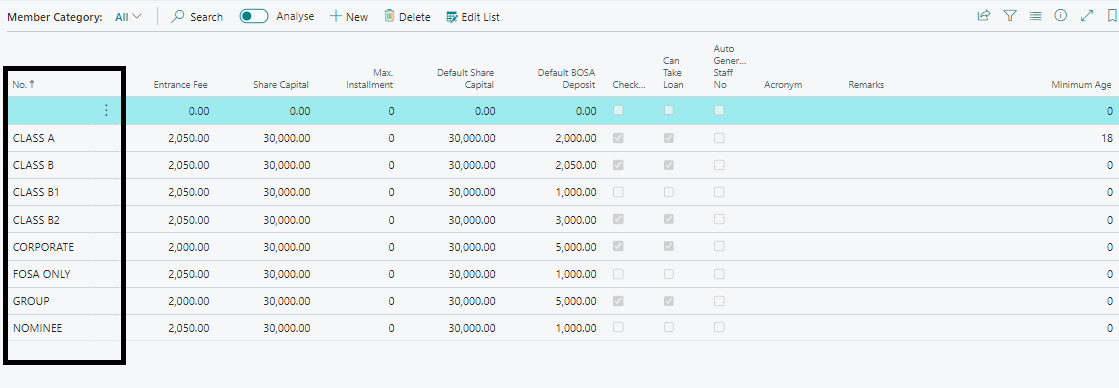 Member Category: All Search Analyse New Delete Edit List
No. ↑ Entrance Fee Share Capital Max. Installment Default Share Capital Default BOSA Deposit Check... Can Take Loan Auto Gener... Staff No Acronym Remarks Minimum Age
0.00 0.00 0 0.00 0.00 0
CLASS A 2,050.00 30,000.00 0 30,000.00 2,000.00 18
CLASS B 2,050.00 30,000.00 0 30,000.00 2,050.00 0
CLASS B1 2,050.00 30,000.00 0 30,000.00 1,000.00 0
CLASS B2 2,050.00 30,000.00 0 30,000.00 3,000.00 0
CORPORATE 2,000.00 30,000.00 0 30,000.00 5,000.00 0
FOSA ONLY 2,050.00 30,000.00 0 30,000.00 1,000.00 0
GROUP 2,000.00 30,000.00 0 30,000.00 5,000.00 0
NOMINEE 2,050.00 30,000.00 0 30,000.00 1,000.00 0